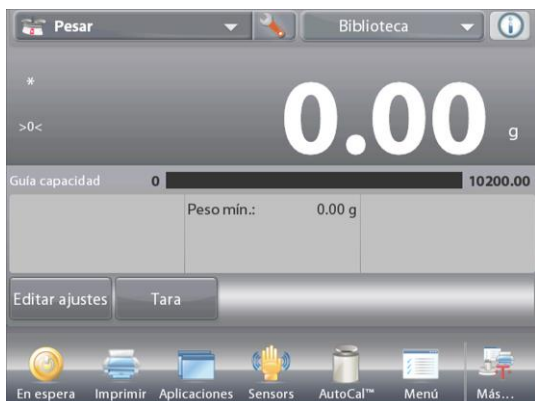 Pesar
Biblioteca
*
>0<
0.00 g
Guía capacidad 0 10200.00
Peso mín.: 0.00 g
Editar ajustes Tara
En espera Imprimir Aplicaciones Sensors AutoCal™ Menú Más...